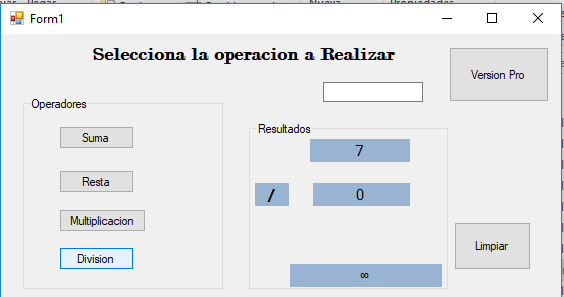 Form1
Selecciona la operacion a Realizar
Version Pro
Operadores
Suma
Resta
Multiplicacion
Division
Resultados
7
/
0
∞
Limpiar